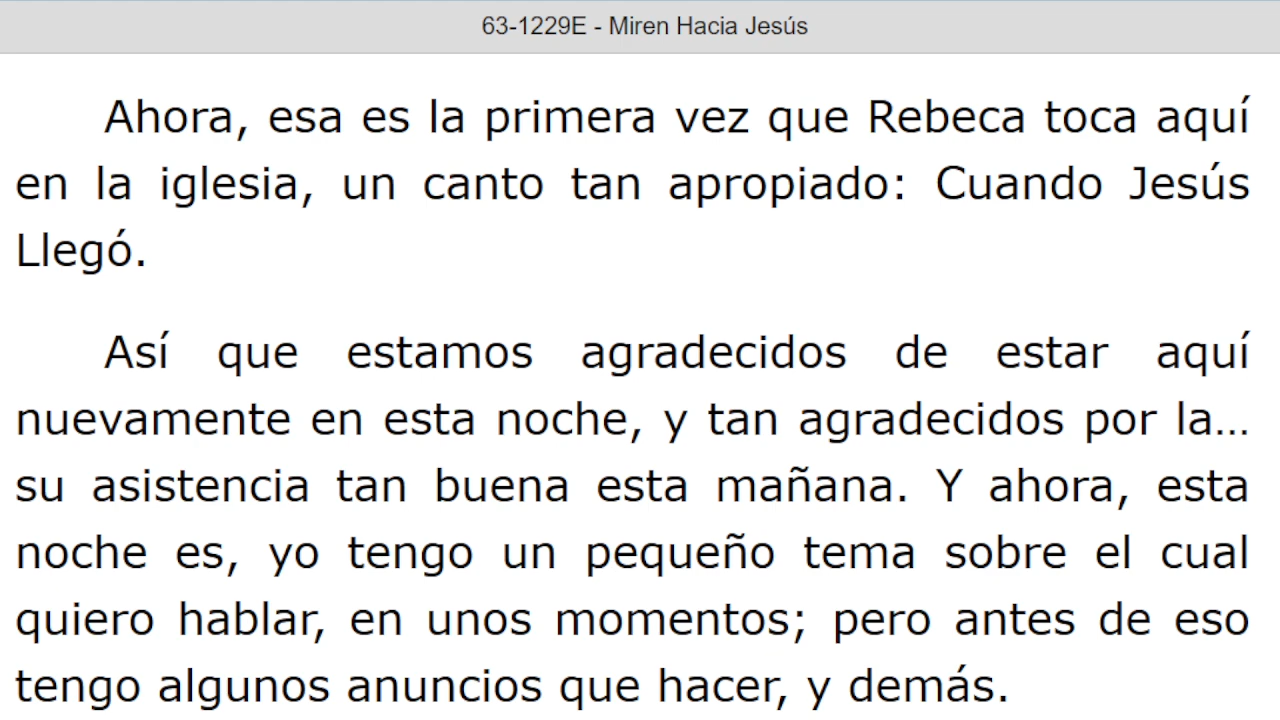 63-1229E - Miren Hacia Jesús
Ahora, esa es la primera vez que Rebeca toca aquí
en la iglesia, un canto tan apropiado: Cuando Jesús
Llegó.
Así que estamos agradecidos de estar aquí
nuevamente en esta noche, y tan agradecidos por la...
su asistencia tan buena esta mañana. Y ahora, esta
noche es, yo tengo un pequeño tema sobre el cual
quiero hablar, en unos momentos; pero antes de eso
tengo algunos anuncios que hacer, y demás.